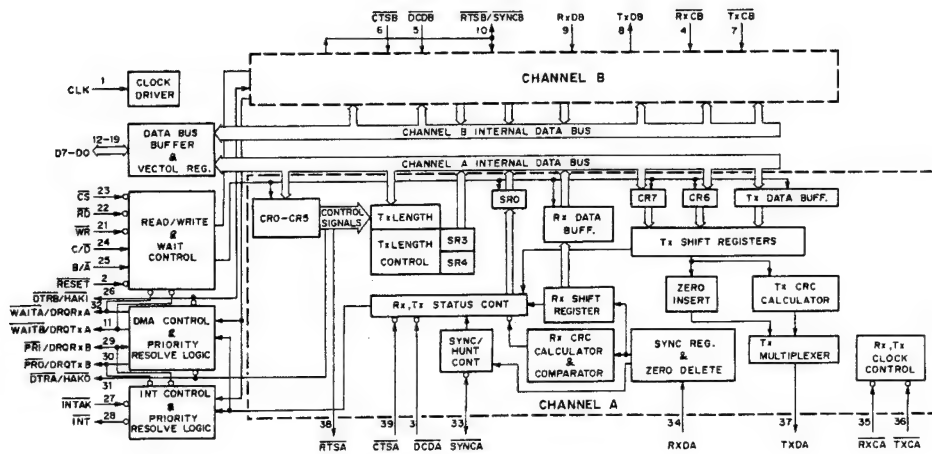 CTSB DCDB RTSB/SYNCB RxDB TxDB RxCB TxCB
6 5 10 9 8 4 7
CHANNEL B
CLK 1
CLOCK
DRIVER
CHANNEL B INTERNAL DATA BUS
D7-D0 12-19
DATA BUS
BUFFER
&
VECTOL REG.
CHANNEL A INTERNAL DATA BUS
CS 23
RD 22
WR 21
C/D 24
B/A 25
RESET 2
READ/WRITE
&
WAIT
CONTROL
CR0-CR5
CONTROL
SIGNALS
TxLENGTH
TxLENGTH
CONTROL
SR3
SR4
SR0
Rx DATA
BUFF.
CR7
CR6
Tx DATA BUFF.
Tx SHIFT REGISTERS
ZERO
INSERT
Tx CRC
CALCULATOR
Tx
MULTIPLEXER
Rx,Tx STATUS CONT
Rx SHIFT
REGISTER
SYNC/
HUNT
CONT
Rx CRC
CALCULATOR
&
COMPARATOR
SYNC REG.
&
ZERO DELETE
Rx,Tx
CLOCK
CONTROL
CHANNEL A
26
DTRB/HAKI
32
WAITA/DRQRxA
11
WAITB/DRQTxA
29
PRI/DRQRxB
30
PRO/DRQTxB
DTRA/HAKO
31
DMA CONTROL
&
PRIORITY
RESOLVE LOGIC
INTAK 27
INT 28
INT CONTROL
&
PRIORITY
RESOLVE LOGIC
38 39 3 33 34 37 35 36
RTSA CTSA DCDA SYNCA RXDA TXDA RXCA TXCA